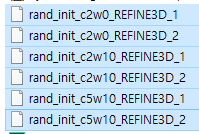 rand_init_c2w0_REFINE3D_1
rand_init_c2w0_REFINE3D_2
rand_init_c2w10_REFINE3D_1
rand_init_c2w10_REFINE3D_2
rand_init_c5w10_REFINE3D_1
rand_init_c5w10_REFINE3D_2